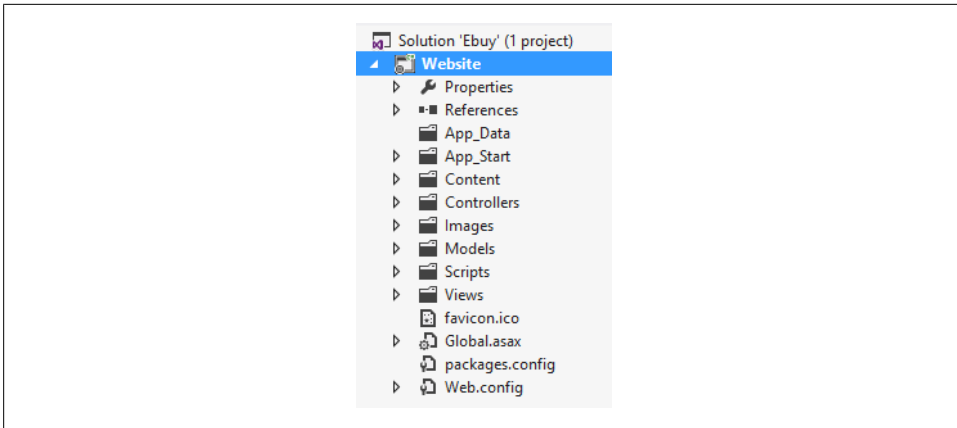 Solution 'Ebuy' (1 project)
Website
Properties
References
App_Data
App_Start
Content
Controllers
Images
Models
Scripts
Views
favicon.ico
Global.asax
packages.config
Web.config